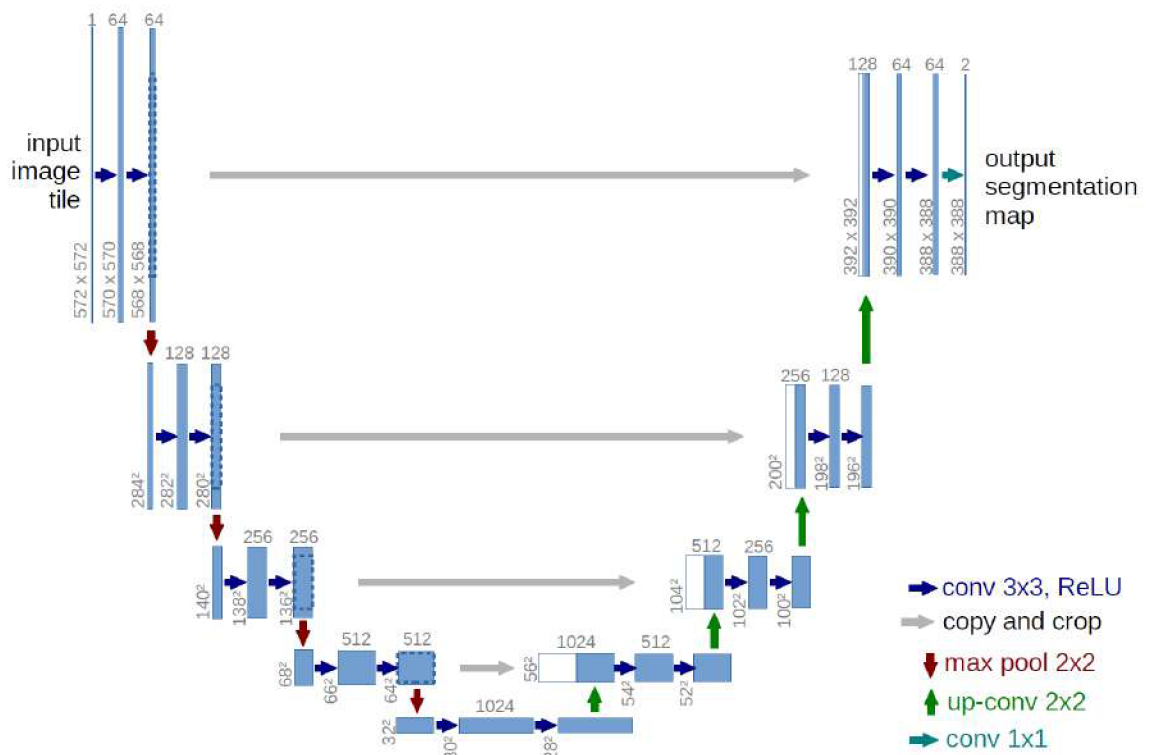 1 64 64
input
image
tile
572 x 572
570 x 570
568 x 568
128 64 64 2
output
segmentation
map
392 x 392
390 x 390
388 x 388
388 x 388
128 128
284²
282²
280²
256 128
200²
198²
196²
256 256
140²
138²
136²
512 256
104²
102²
100²
512 512
68²
66²
64²
1024 512
56²
54²
52²
1024
32²
conv 3x3, ReLU
copy and crop
max pool 2x2
up-conv 2x2
conv 1x1